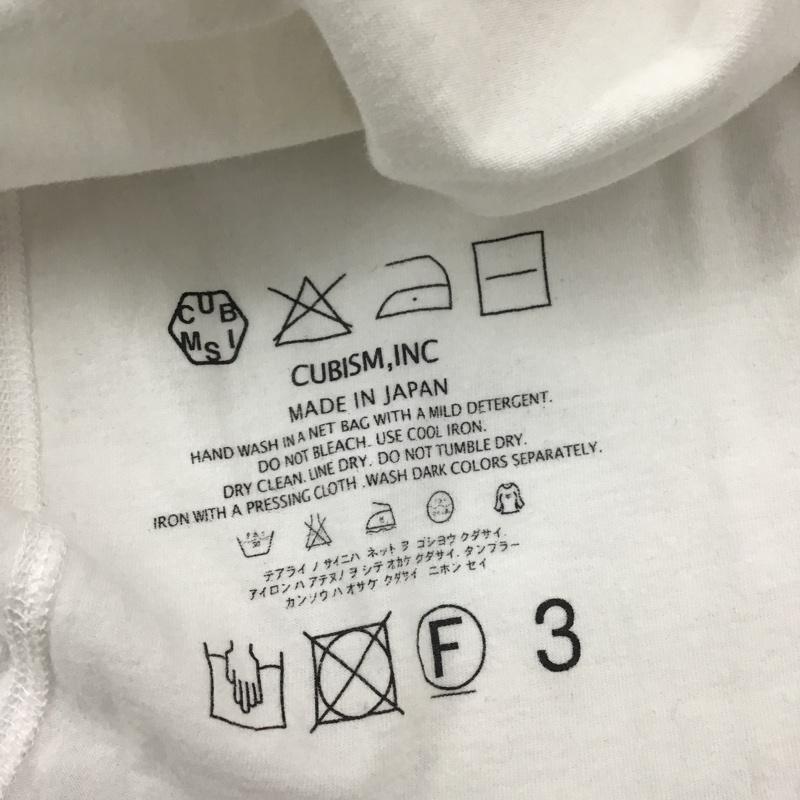 CUB
MSI
CUBISM,INC
MADE IN JAPAN
HAND WASH IN A NET BAG WITH A MILD DETERGENT.
DO NOT BLEACH. USE COOL IRON.
DRY CLEAN. LINE DRY. DO NOT TUMBLE DRY.
IRON WITH A PRESSING CLOTH .WASH DARK COLORS SEPARATELY.
テアライ ノ サイニハ ネット ヲ ゴシヨウ クダサイ.
アイロン ハ アテヌノ ヲ シテ オカケ クダサイ. タンブラー
カンソウ ハ オサケ クダサイ ニホン セイ
F 3